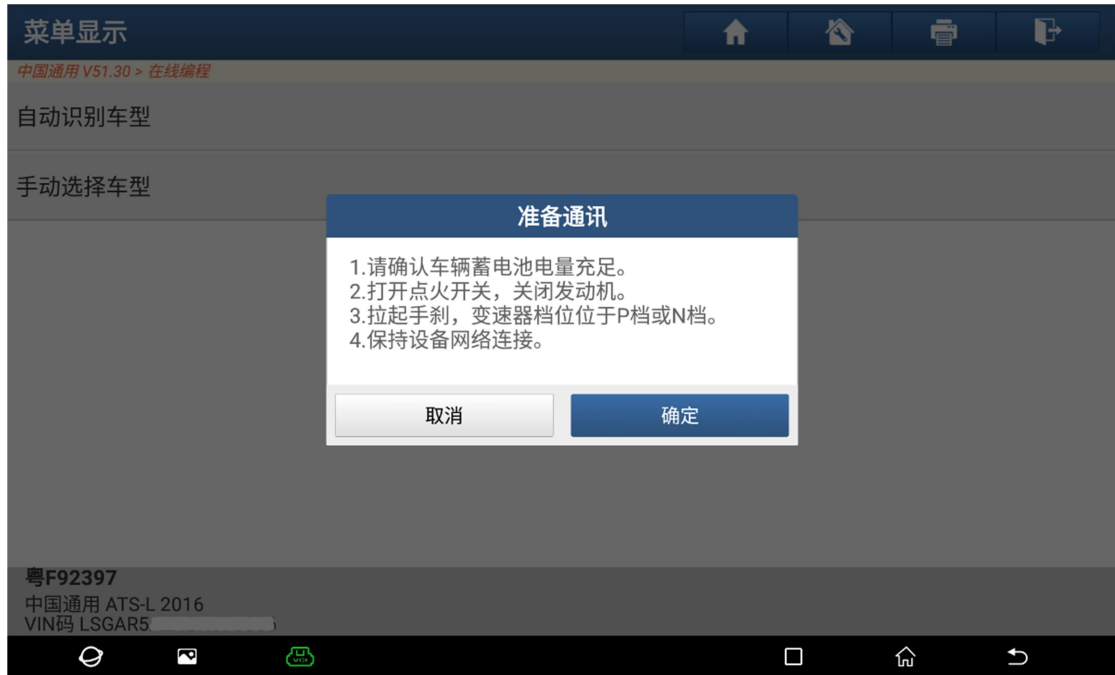 菜单显示
中国通用 V51.30 > 在线编程
自动识别车型
手动选择车型
准备通讯
1.请确认车辆蓄电池电量充足。
2.打开点火开关，关闭发动机。
3.拉起手刹，变速器档位位于P档或N档。
4.保持设备网络连接。
取消
确定
粤F92397
中国通用 ATS-L 2016
VIN码 LSGAR5
VCI